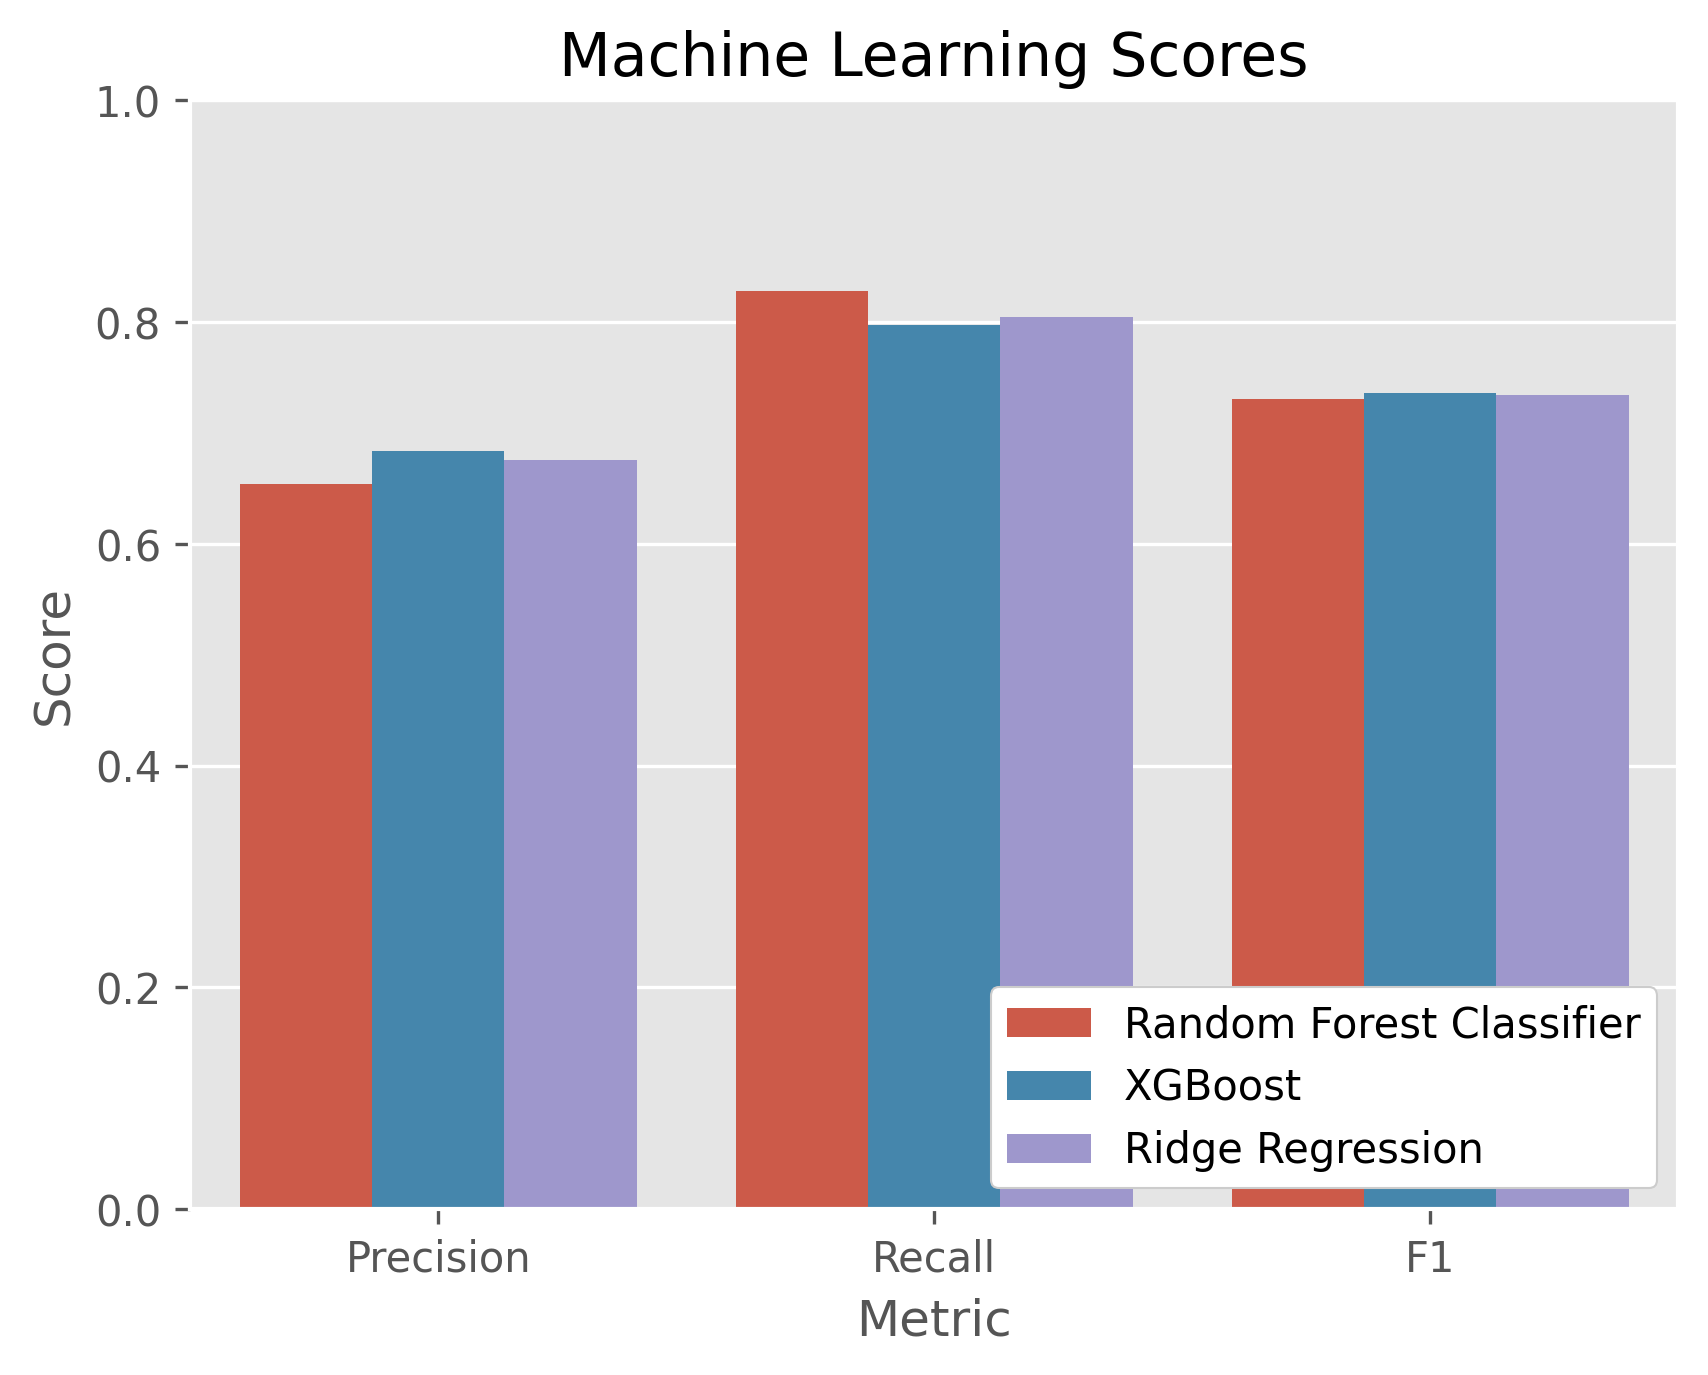 Machine Learning Scores
1.0
0.8
0.6
0.4
0.2
0.0
Score
Precision
Recall
F1
Metric
Random Forest Classifier
XGBoost
Ridge Regression